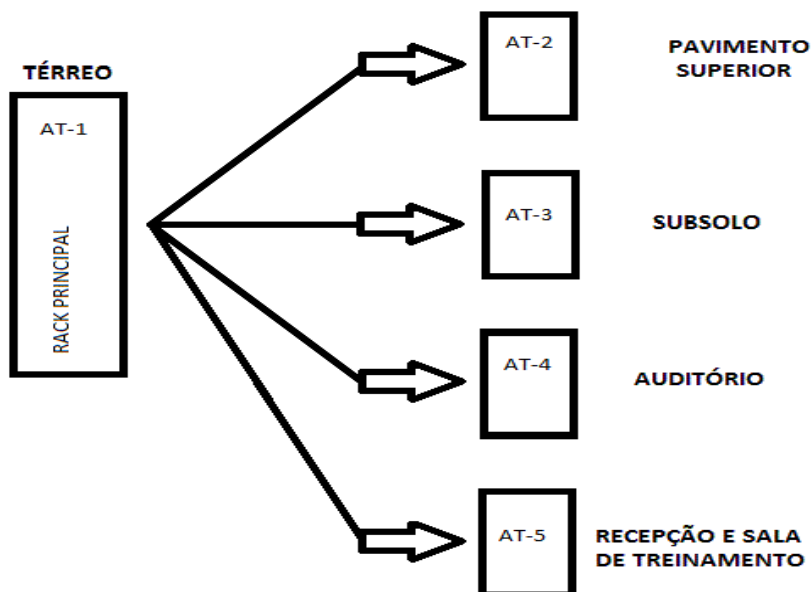 TÉRREO
AT-1
RACK PRINCIPAL
AT-2
PAVIMENTO
SUPERIOR
AT-3
SUBSOLO
AT-4
AUDITÓRIO
AT-5
RECEPÇÃO E SALA
DE TREINAMENTO